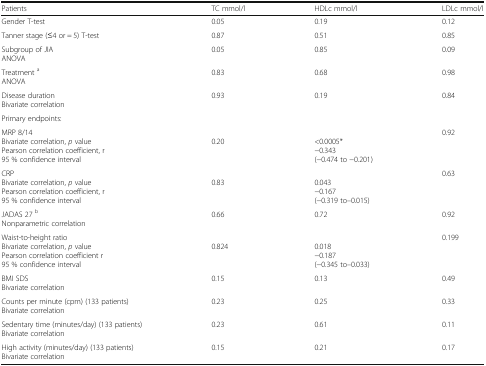 Patients TC mmol/l HDLc mmol/l LDLc mmol/l
Gender T-test 0.05 0.19 0.12
Tanner stage (≤4 or = 5) T-test 0.87 0.51 0.85
Subgroup of JIA 0.05 0.85 0.09
ANOVA
Treatment a 0.83 0.68 0.98
ANOVA
Disease duration 0.93 0.19 0.84
Bivariate correlation
Primary endpoints:
MRP 8/14 0.92
Bivariate correlation, p value 0.20 <0.0005*
Pearson correlation coefficient, r −0.343
95 % confidence interval (−0.474 to −0.201)
CRP 0.63
Bivariate correlation, p value 0.83 0.043
Pearson correlation coefficient, r −0.167
95 % confidence interval (−0.319 to–0.015)
JADAS 27 b 0.66 0.72 0.92
Nonparametric correlation
Waist-to-height ratio 0.199
Bivariate correlation, p value 0.824 0.018
Pearson correlation coefficient r −0.187
95 % confidence interval (−0.345 to–0.033)
BMI SDS 0.15 0.13 0.49
Bivariate correlation
Counts per minute (cpm) (133 patients) 0.23 0.25 0.33
Bivariate correlation
Sedentary time (minutes/day) (133 patients) 0.23 0.61 0.11
Bivariate correlation
High activity (minutes/day) (133 patients) 0.15 0.21 0.17
Bivariate correlation